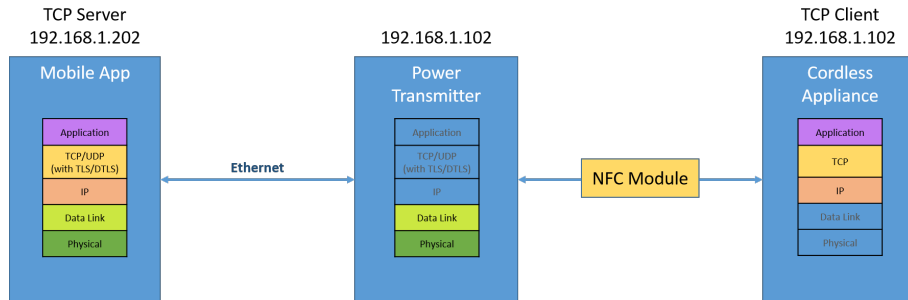 TCP Server
192.168.1.202
Mobile App
Application
TCP/UDP
(with TLS/DTLS)
IP
Data Link
Physical
Ethernet
192.168.1.102
Power
Transmitter
Application
TCP/UDP
(with TLS/DTLS)
IP
Data Link
Physical
NFC Module
TCP Client
192.168.1.102
Cordless
Appliance
Application
TCP
IP
Data Link
Physical